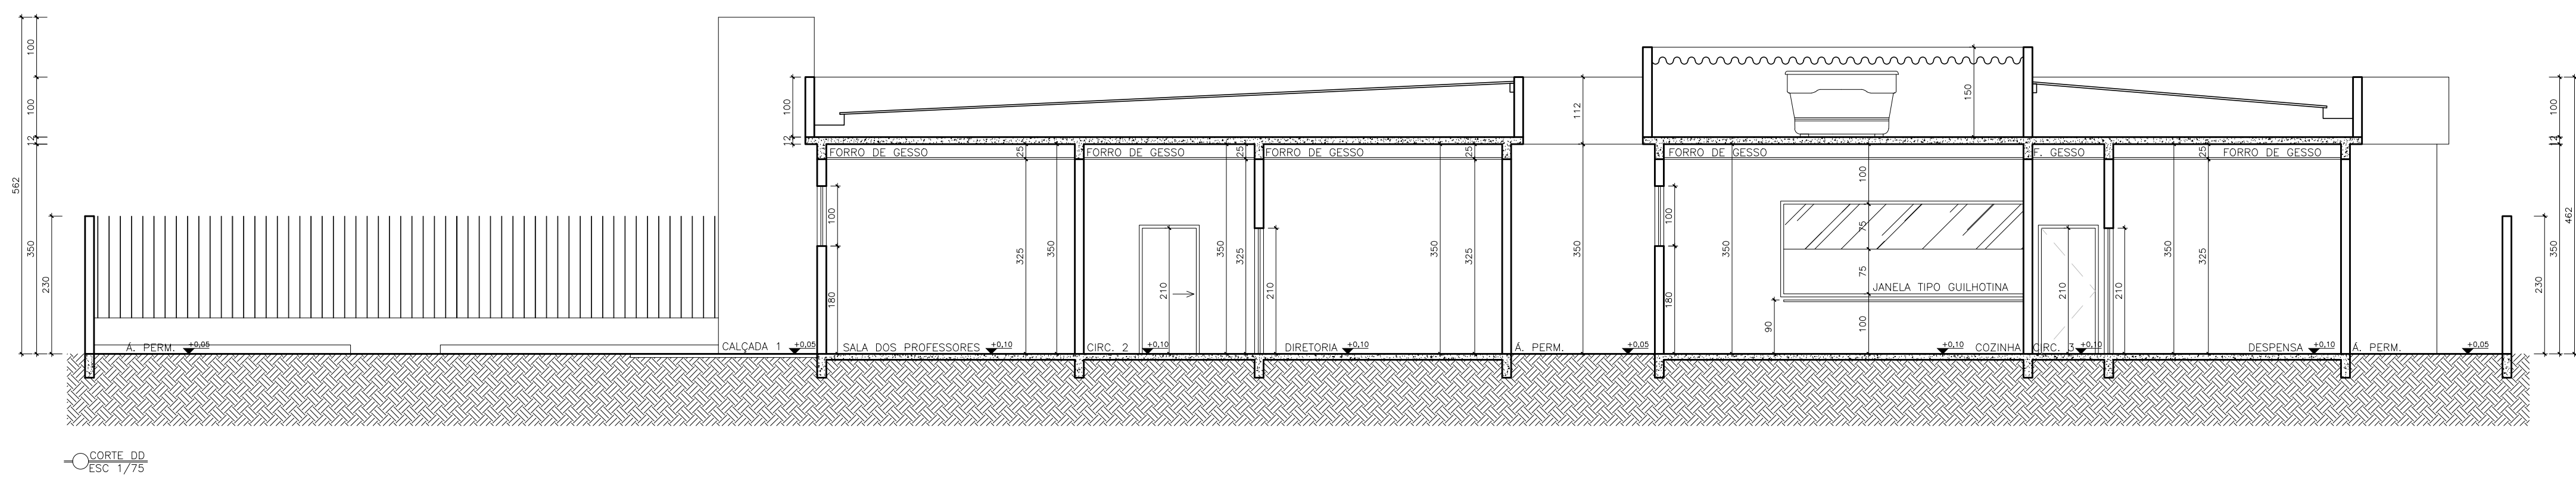 562
100
100
12
350
230
100
12
112
150
100
12
350
462
230
FORRO DE GESSO
25
FORRO DE GESSO
25
FORRO DE GESSO
25
FORRO DE GESSO
F. GESSO
25
FORRO DE GESSO
100
180
325
350
210
350
325
210
350
325
350
100
180
350
100
75
75
100
90
JANELA TIPO GUILHOTINA
210
210
350
325
Á. PERM.
+0,05
CALÇADA 1
+0,05
SALA DOS PROFESSORES
+0,10
CIRC. 2
+0,10
DIRETORIA
+0,10
Á. PERM.
+0,05
+0,10
COZINHA
CIRC. 3
+0,10
DESPENSA
+0,10
Á. PERM.
+0,05
CORTE DD
ESC 1/75